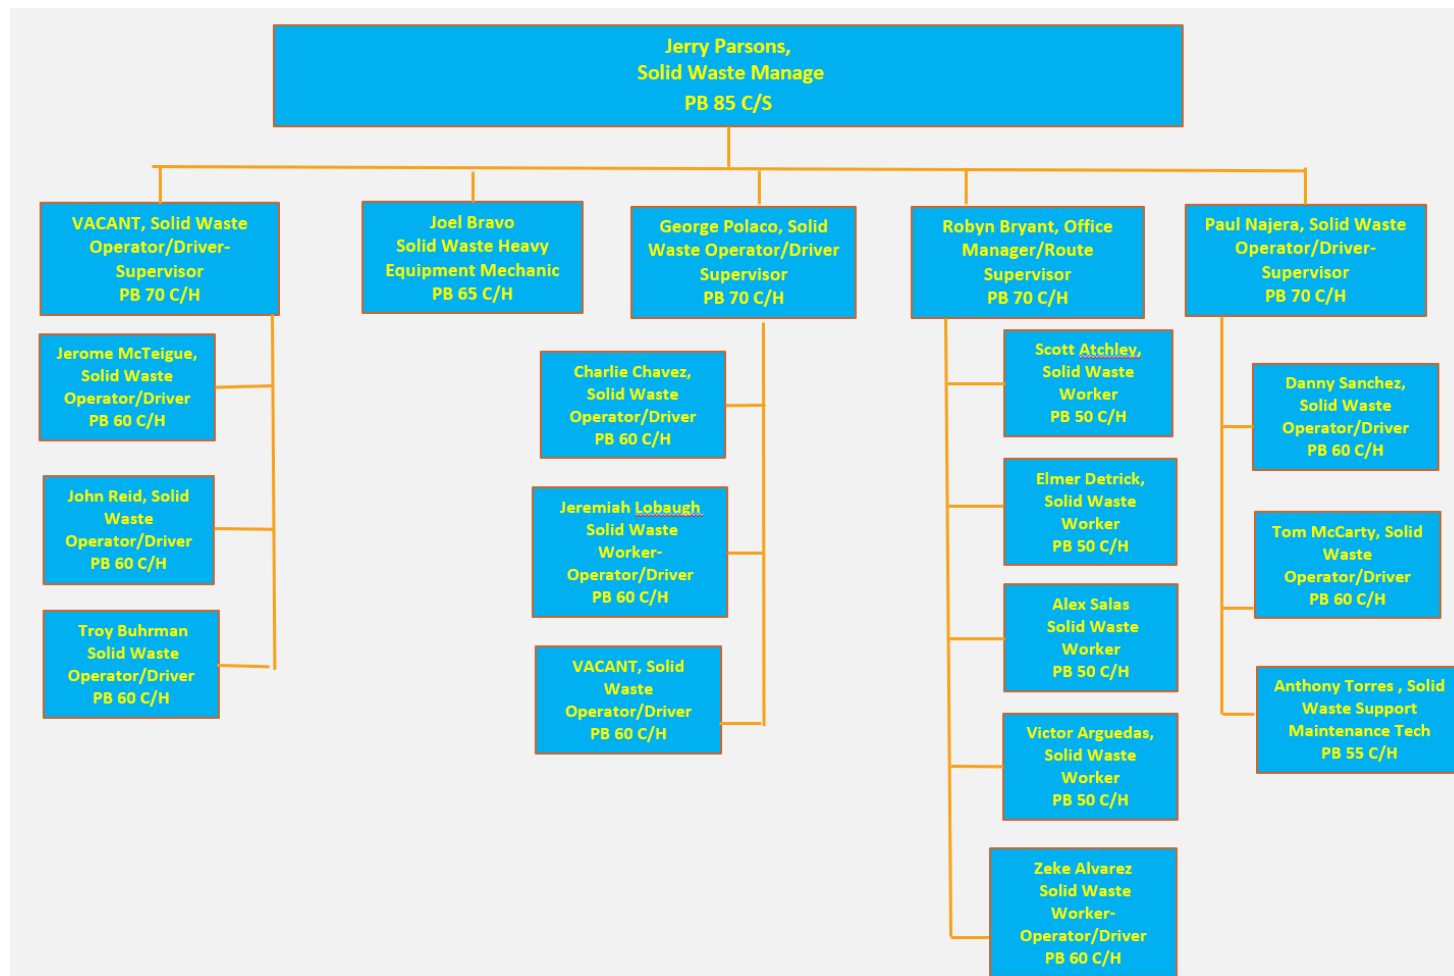 Jerry Parsons,
Solid Waste Manage
PB 85 C/S
VACANT, Solid Waste
Operator/Driver-
Supervisor
PB 70 C/H
Joel Bravo
Solid Waste Heavy
Equipment Mechanic
PB 65 C/H
George Polaco, Solid
Waste Operator/Driver
Supervisor
PB 70 C/H
Robyn Bryant, Office
Manager/Route
Supervisor
PB 70 C/H
Paul Najera, Solid Waste
Operator/Driver-
Supervisor
PB 70 C/H
Jerome McTeigue,
Solid Waste
Operator/Driver
PB 60 C/H
John Reid, Solid
Waste
Operator/Driver
PB 60 C/H
Troy Buhrman
Solid Waste
Operator/Driver
PB 60 C/H
Charlie Chavez,
Solid Waste
Operator/Driver
PB 60 C/H
Jeremiah Lobaugh
Solid Waste
Worker-
Operator/Driver
PB 60 C/H
VACANT, Solid
Waste
Operator/Driver
PB 60 C/H
Scott Atchley,
Solid Waste
Worker
PB 50 C/H
Elmer Detrick,
Solid Waste
Worker
PB 50 C/H
Alex Salas
Solid Waste
Worker
PB 50 C/H
Victor Arguedas,
Solid Waste
Worker
PB 50 C/H
Zeke Alvarez
Solid Waste
Worker-
Operator/Driver
PB 60 C/H
Danny Sanchez,
Solid Waste
Operator/Driver
PB 60 C/H
Tom McCarty, Solid
Waste
Operator/Driver
PB 60 C/H
Anthony Torres , Solid
Waste Support
Maintenance Tech
PB 55 C/H